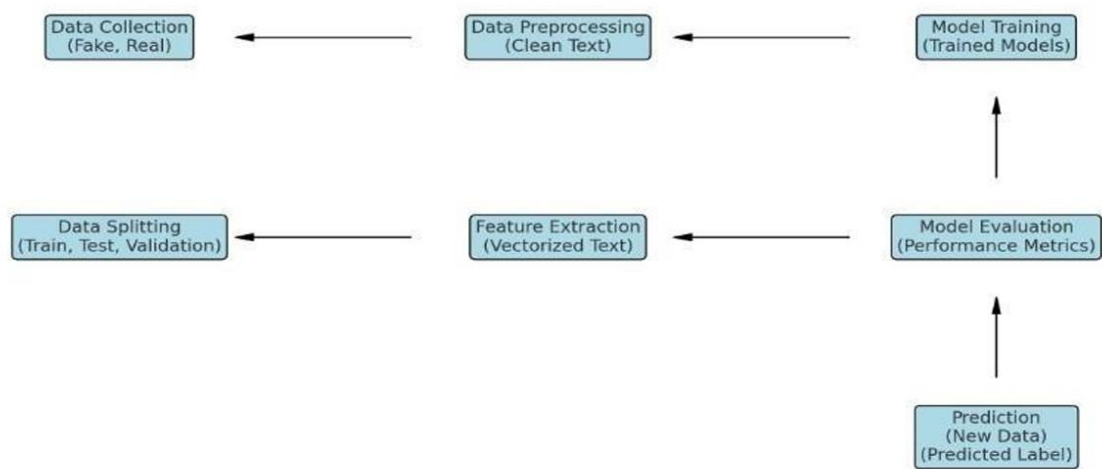 Data Collection
(Fake, Real)
Data Preprocessing
(Clean Text)
Model Training
(Trained Models)
Data Splitting
(Train, Test, Validation)
Feature Extraction
(Vectorized Text)
Model Evaluation
(Performance Metrics)
Prediction
(New Data)
(Predicted Label)